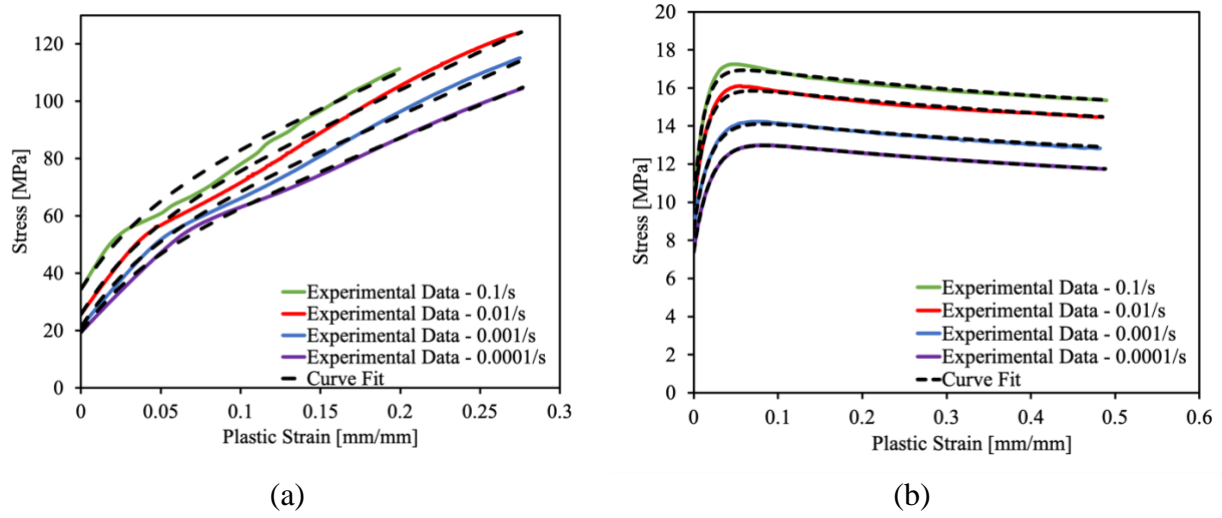 120
100
80
60
40
20
0
Stress [MPa]
Experimental Data - 0.1/s
Experimental Data - 0.01/s
Experimental Data - 0.001/s
Experimental Data - 0.0001/s
Curve Fit
0 0.05 0.1 0.15 0.2 0.25 0.3
Plastic Strain [mm/mm]
(a)
20
18
16
14
12
10
8
6
4
2
0
Stress [MPa]
Experimental Data - 0.1/s
Experimental Data - 0.01/s
Experimental Data - 0.001/s
Experimental Data - 0.0001/s
Curve Fit
0 0.1 0.2 0.3 0.4 0.5 0.6
Plastic Strain [mm/mm]
(b)